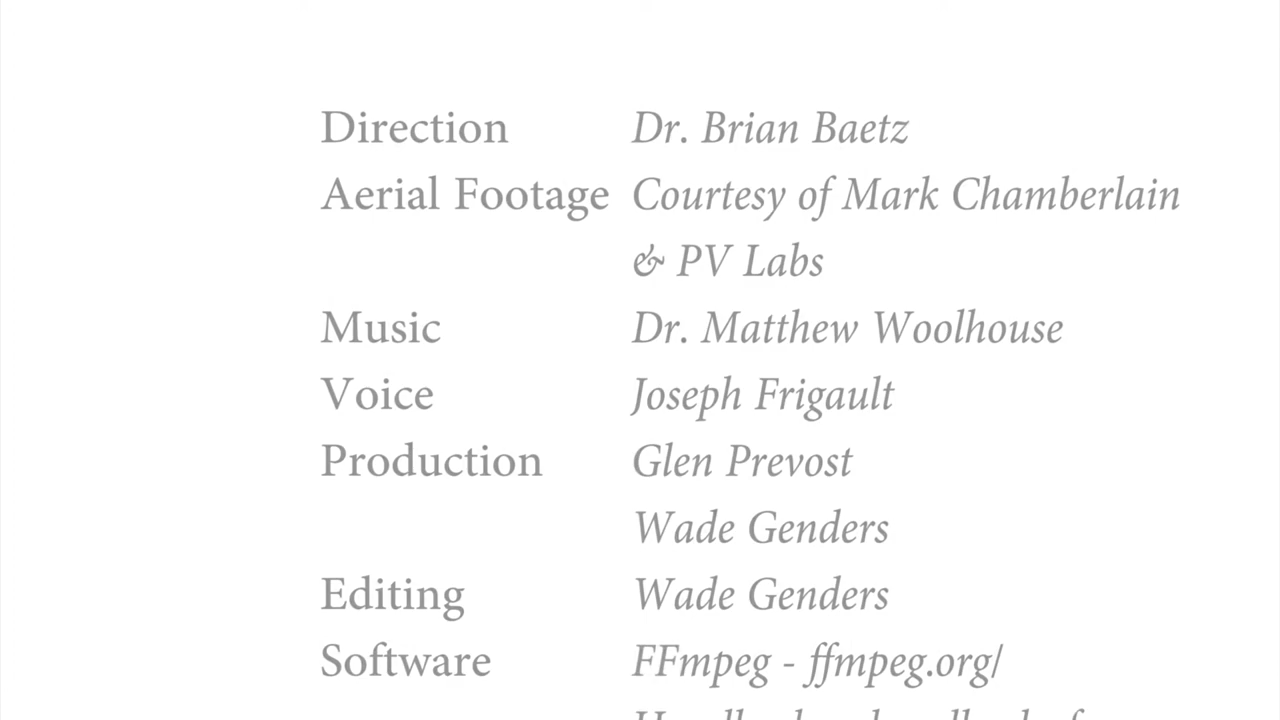 Direction Dr. Brian Baetz
Aerial Footage Courtesy of Mark Chamberlain
& PV Labs
Music Dr. Matthew Woolhouse
Voice Joseph Frigault
Production Glen Prevost
Wade Genders
Editing Wade Genders
Software FFmpeg - ffmpeg.org/